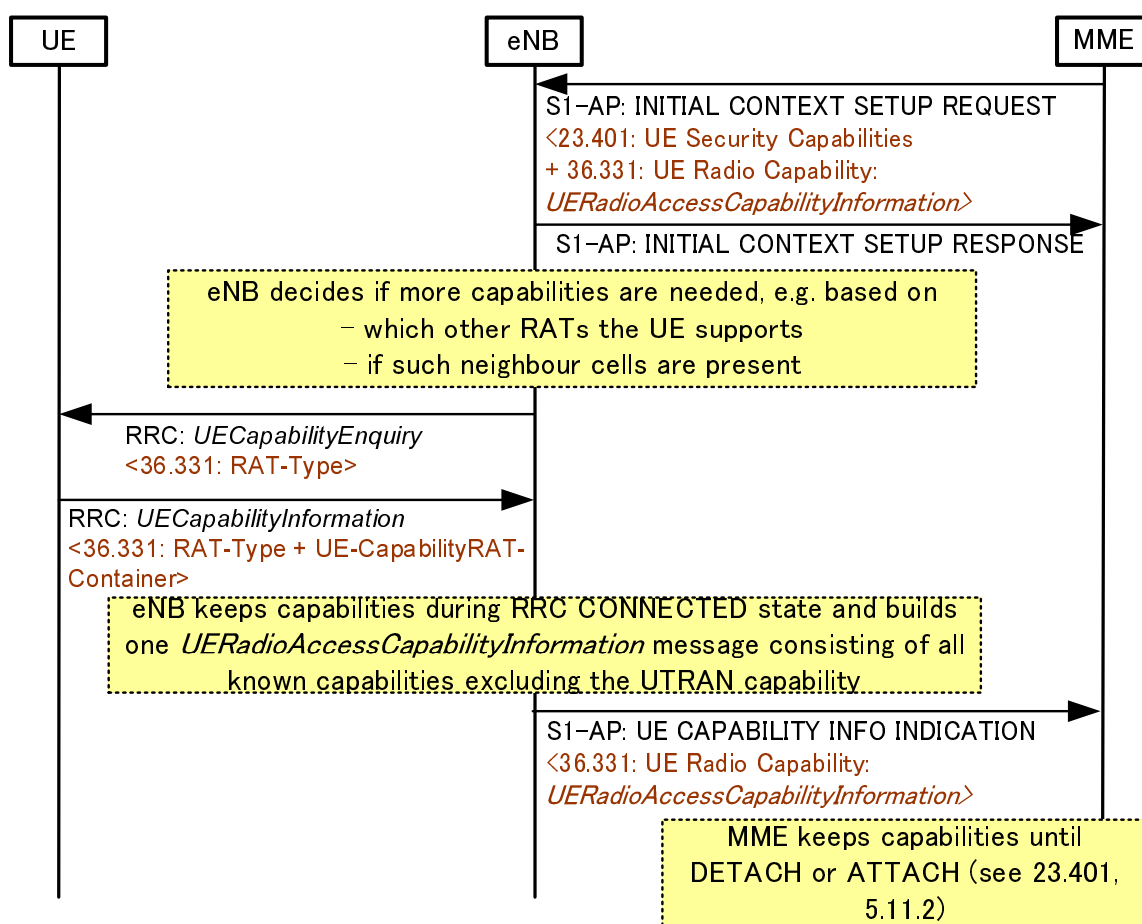 UE
eNB
MME
S1-AP: INITIAL CONTEXT SETUP REQUEST
<23.401: UE Security Capabilities
+ 36.331: UE Radio Capability:
UERadioAccessCapabilityInformation>
S1-AP: INITIAL CONTEXT SETUP RESPONSE
eNB decides if more capabilities are needed, e.g. based on
- which other RATs the UE supports
- if such neighbour cells are present
RRC: UECapabilityEnquiry
<36.331: RAT-Type>
RRC: UECapabilityInformation
<36.331: RAT-Type + UE-CapabilityRAT-
Container>
eNB keeps capabilities during RRC CONNECTED state and builds
one UERadioAccessCapabilityInformation message consisting of all
known capabilities excluding the UTRAN capability
S1-AP: UE CAPABILITY INFO INDICATION
<36.331: UE Radio Capability:
UERadioAccessCapabilityInformation>
MME keeps capabilities until
DETACH or ATTACH (see 23.401,
5.11.2)